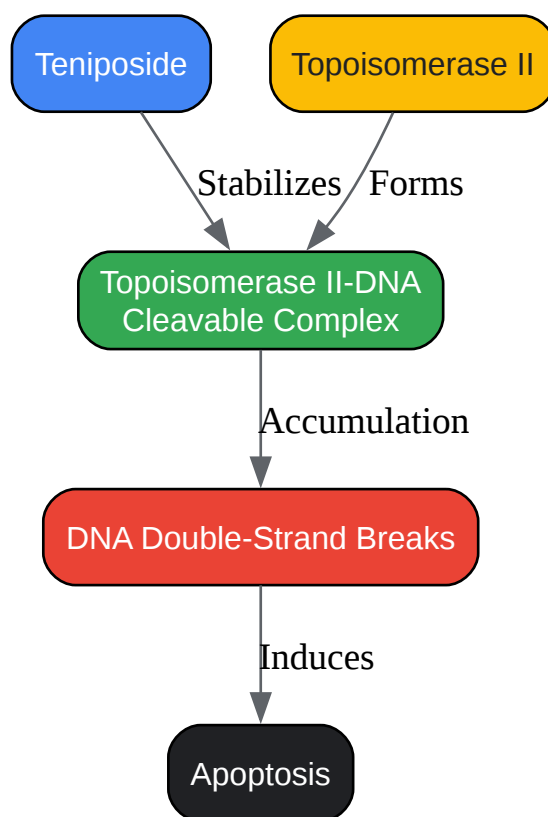 Teniposide
Topoisomerase II
Stabilizes
Forms
Topoisomerase II-DNA
Cleavable Complex
Accumulation
DNA Double-Strand Breaks
Induces
Apoptosis